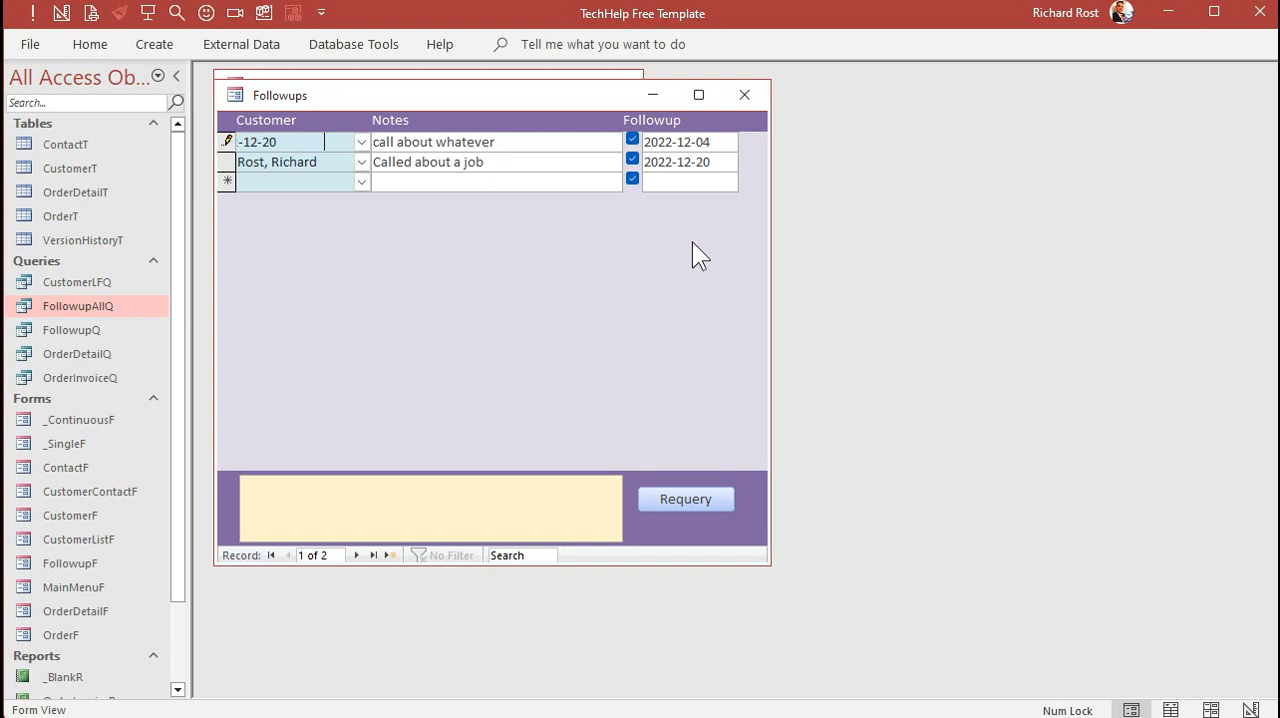 TechHelp Free Template
Richard Rost
File Home Create External Data Database Tools Help Tell me what you want to do
All Access Ob...
Search...
Tables
ContactT
CustomerT
OrderDetailT
OrderT
VersionHistoryT
Queries
CustomerLFQ
FollowupAllQ
FollowupQ
OrderDetailQ
OrderInvoiceQ
Forms
_ContinuousF
_SingleF
ContactF
CustomerContactF
CustomerF
CustomerListF
FollowupF
MainMenuF
OrderDetailF
OrderF
Reports
_BlankR
Followups
Customer Notes Followup
-12-20 call about whatever 2022-12-04
Rost, Richard Called about a job 2022-12-20
Requery
Record: 1 of 2 No Filter Search
Form View Num Lock